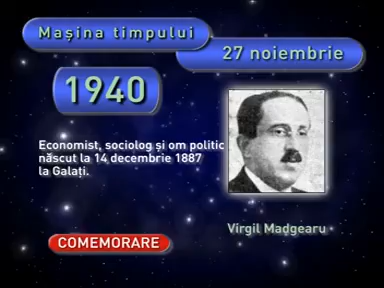 Mașina timpului
27 noiembrie
1940
Economist, sociolog și om politic
născut la 14 decembrie 1887
la Galați.
Virgil Madgearu
COMEMORARE